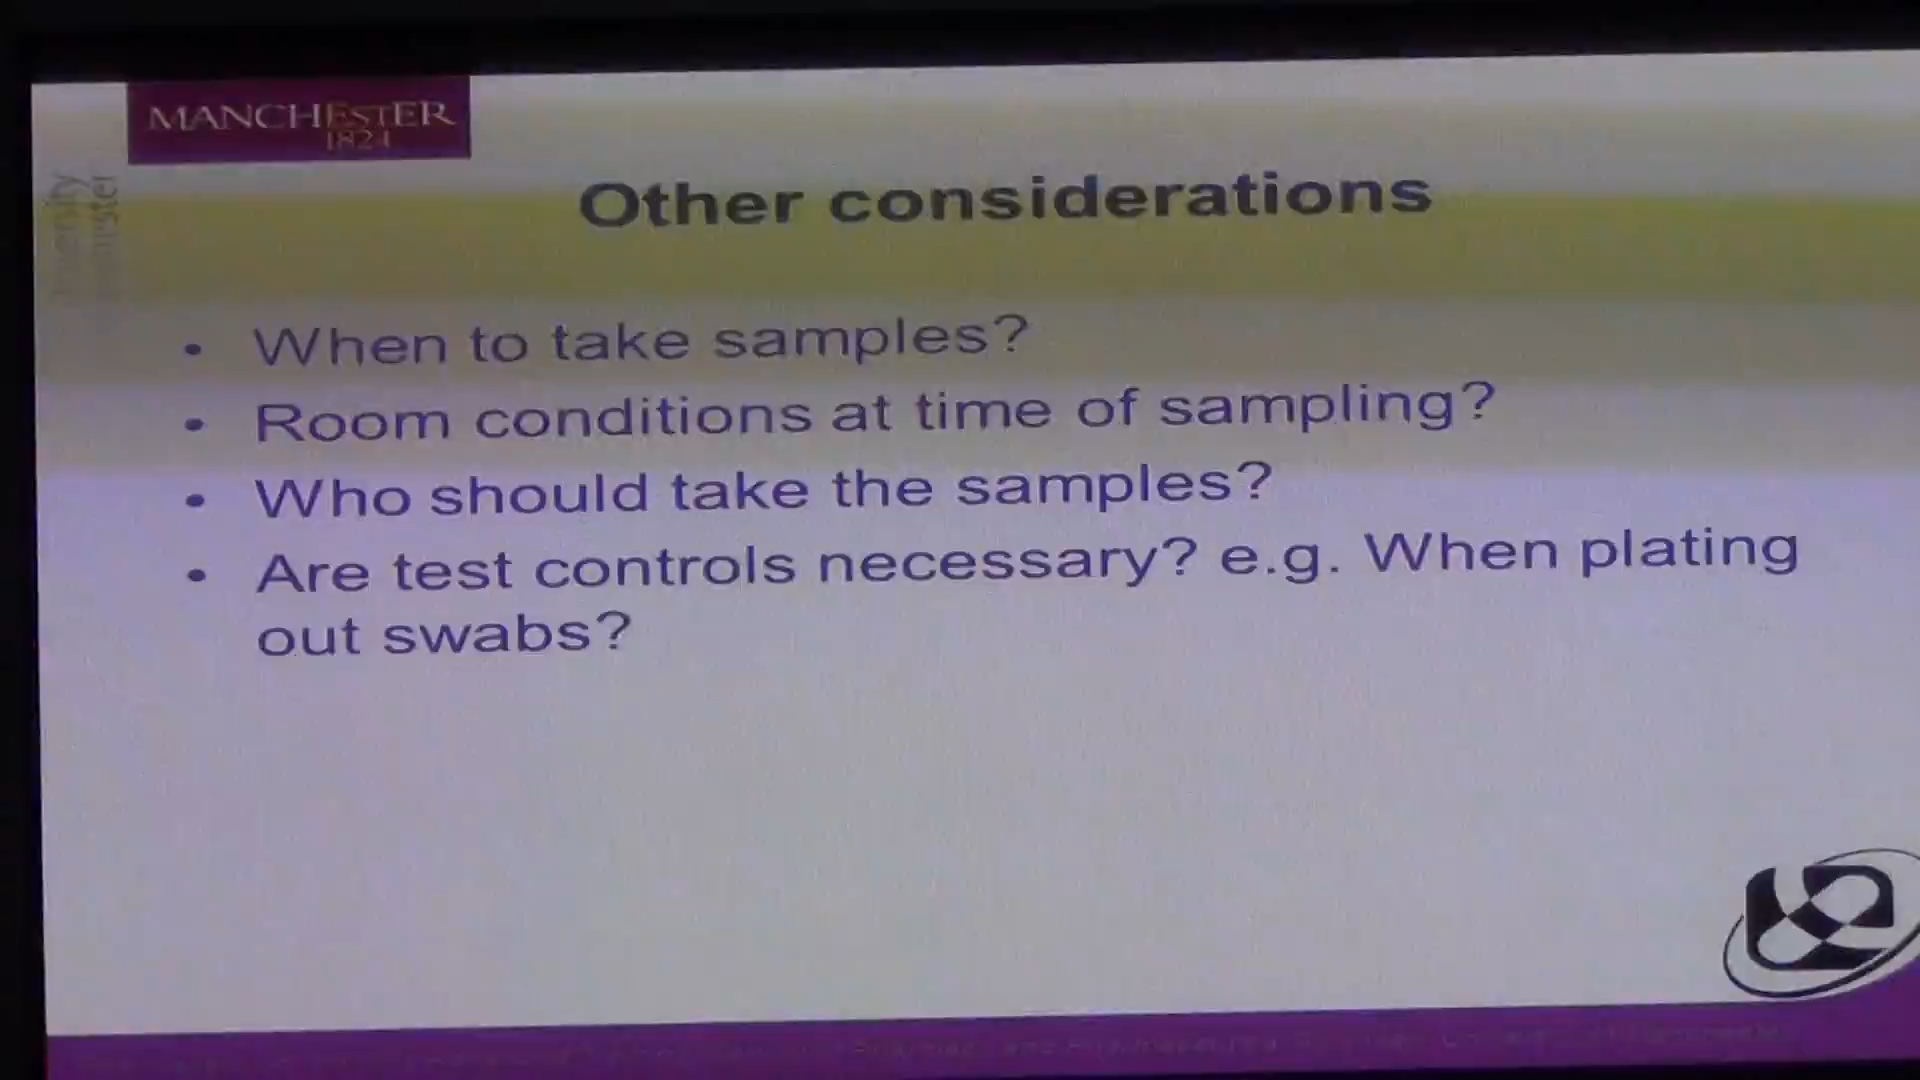 MANCHESTER
1824
Other considerations
• When to take samples?
• Room conditions at time of sampling?
• Who should take the samples?
• Are test controls necessary? e.g. When plating
out swabs?